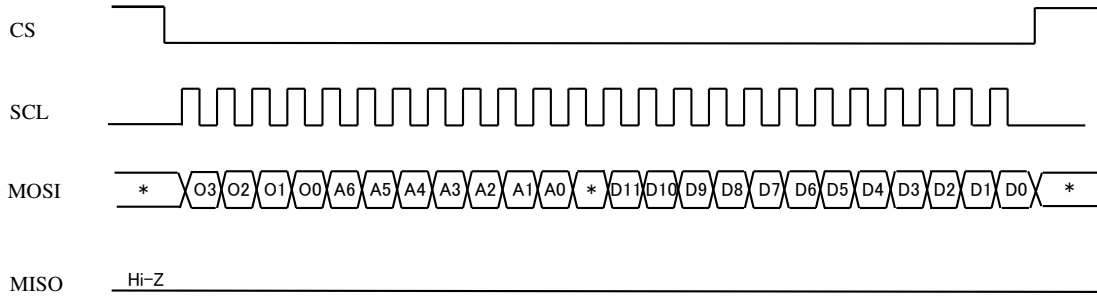 CS
SCL
MOSI * O3 O2 O1 O0 A6 A5 A4 A3 A2 A1 A0 * D11 D10 D9 D8 D7 D6 D5 D4 D3 D2 D1 D0 *
MISO Hi-Z